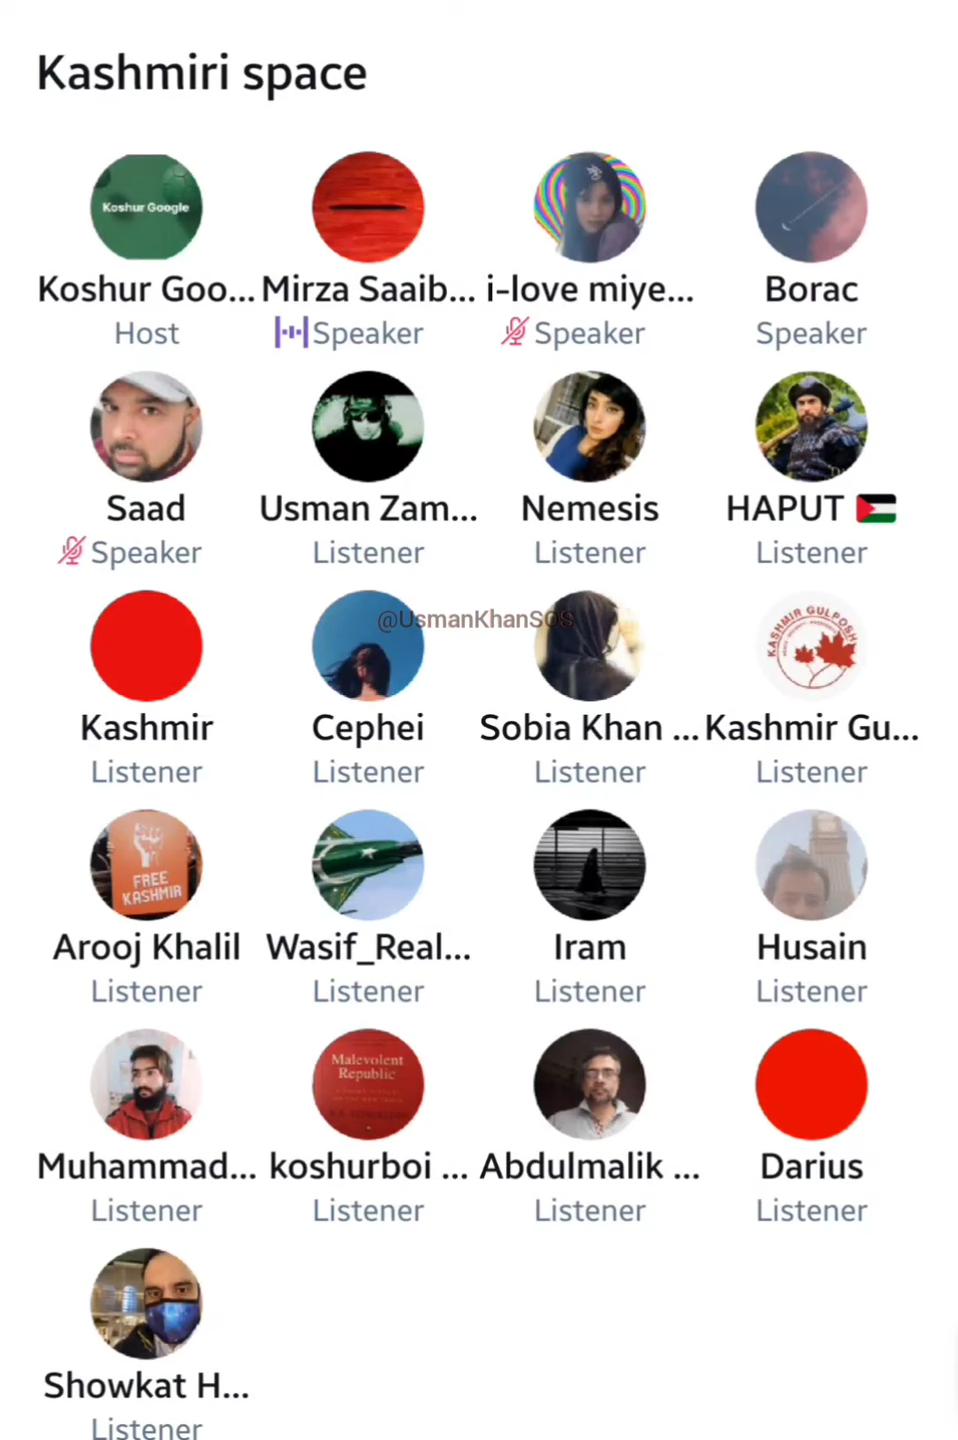 Kashmiri space
Koshur Google
Koshur Goo... Mirza Saaib... i-love miye... Borac
Host Speaker Speaker Speaker
Saad Usman Zam... Nemesis HAPUT 🇵🇸
Speaker Listener Listener Listener
@UsmanKhanSOS
KASHMIR GULPOSH
Kashmir Cephei Sobia Khan ... Kashmir Gu...
Listener Listener Listener Listener
FREE
KASHMIR
Arooj Khalil Wasif_Real... Iram Husain
Listener Listener Listener Listener
Malevolent
Republic
Muhammad... koshurboi ... Abdulmalik ... Darius
Listener Listener Listener Listener
Showkat H...
Listener